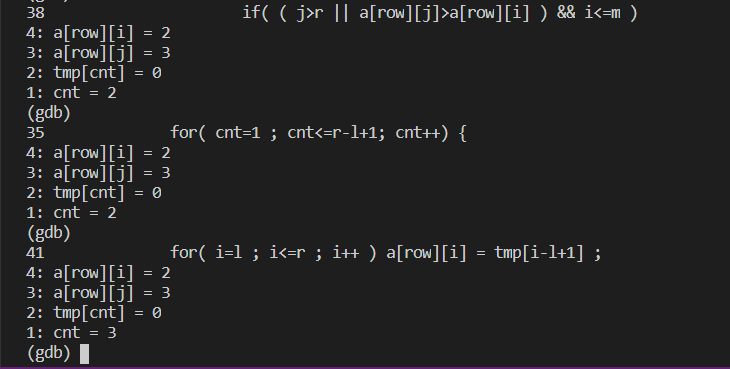 (gdb)
38                      if( ( j>r || a[row][j]>a[row][i] ) && i<=m )
4: a[row][i] = 2
3: a[row][j] = 3
2: tmp[cnt] = 0
1: cnt = 2
(gdb)
35              for( cnt=1 ; cnt<=r-l+1; cnt++) {
4: a[row][i] = 2
3: a[row][j] = 3
2: tmp[cnt] = 0
1: cnt = 2
(gdb)
41              for( i=l ; i<=r ; i++ ) a[row][i] = tmp[i-l+1] ;
4: a[row][i] = 2
3: a[row][j] = 3
2: tmp[cnt] = 0
1: cnt = 3
(gdb)